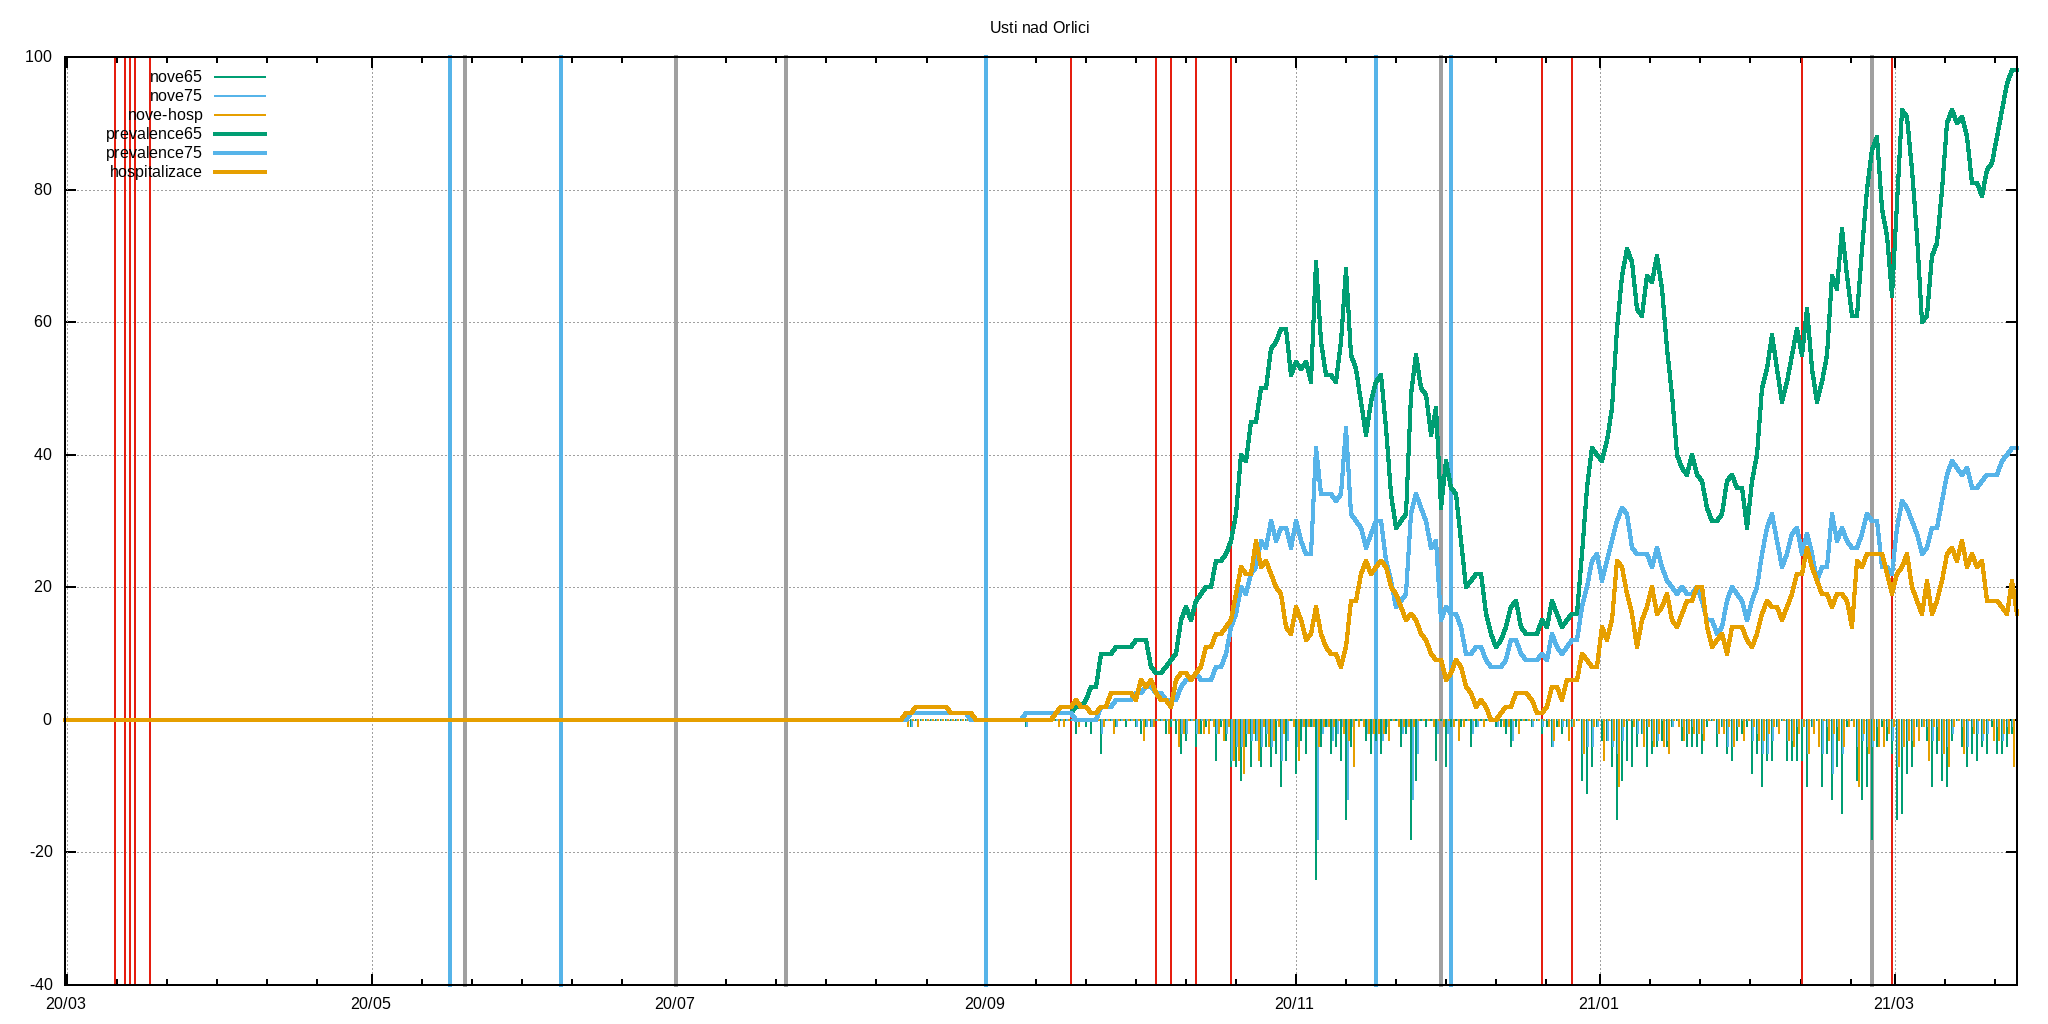 Usti nad Orlici
100
80
60
40
20
0
-20
-40
nove65
nove75
nove-hosp
prevalence65
prevalence75
hospitalizace
20/03 20/05 20/07 20/09 20/11 21/01 21/03